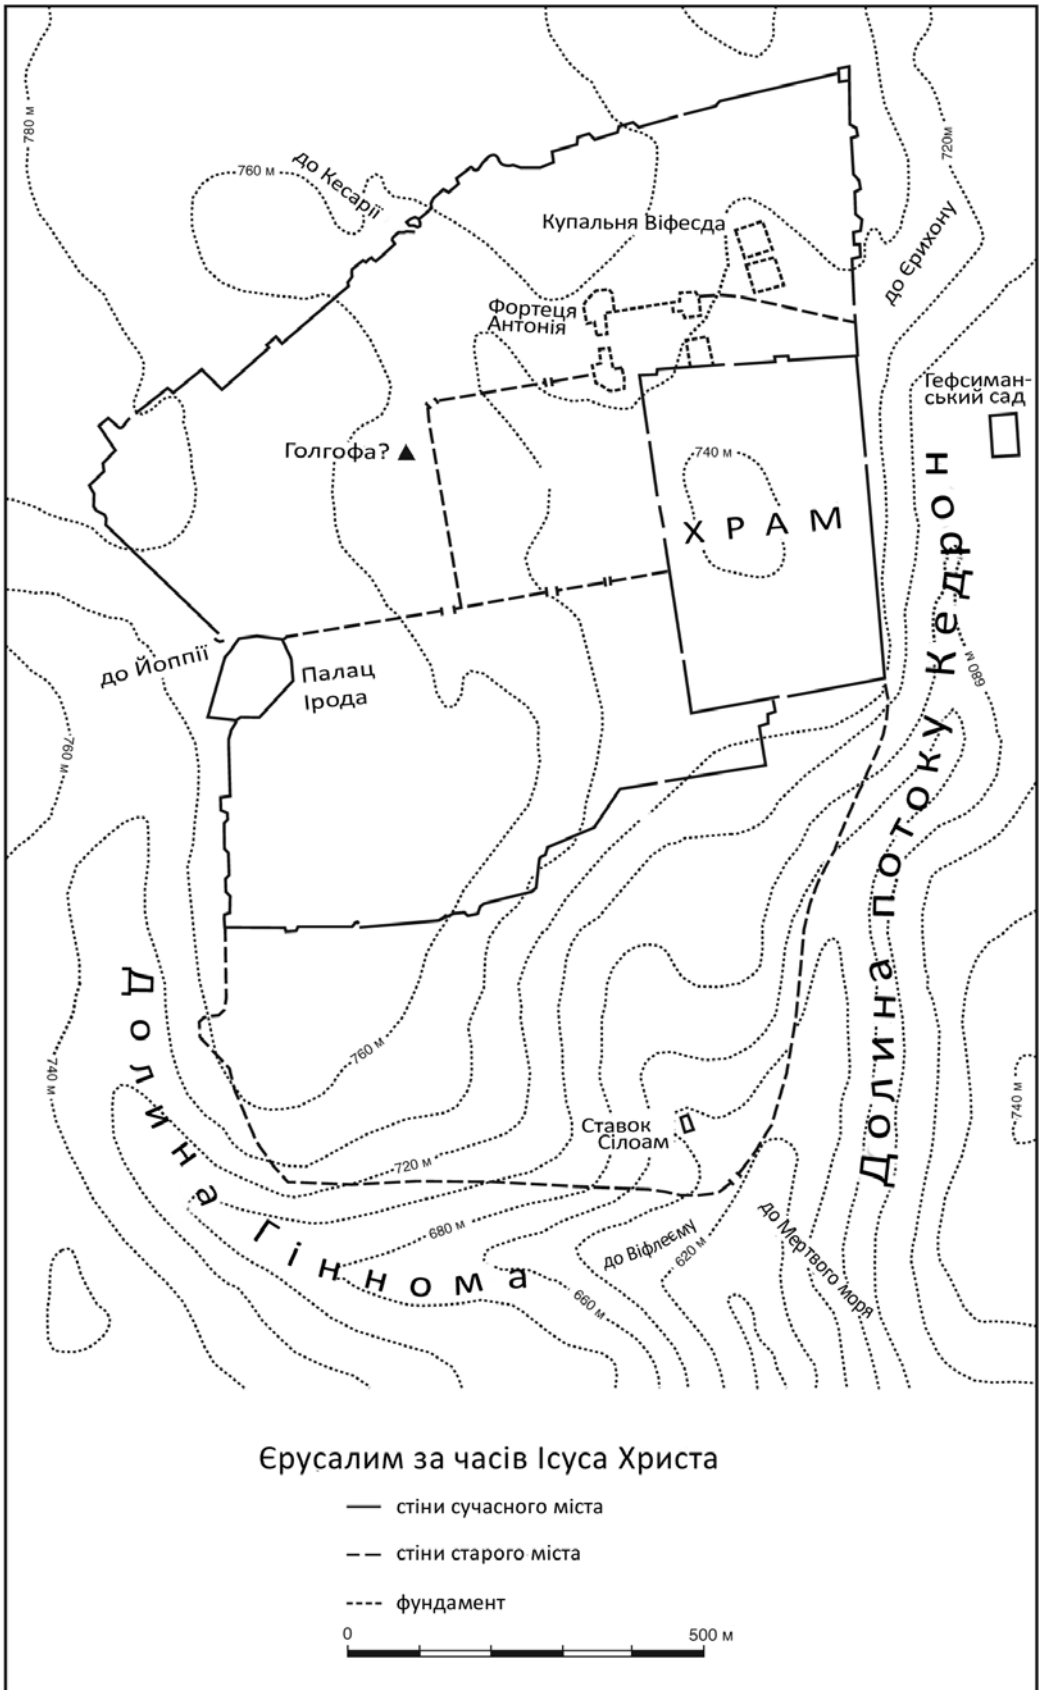 780 м
760 м
до Кесарії
720м
Купальня Віфесда
до Єрихону
Фортеця
Антонія
Гефсиман-
ський сад
Голгофа?
740 м
ХРАМ
до Йоппії
Палац
Ірода
760 м
680 м
Долина потоку Кедрон
Долина Гіннома
740 м
760 м
740 м
Ставок
Сілоам
720 м
680 м
до Віфлеєму
620 м
до Мертвого моря
660 м
Єрусалим за часів Ісуса Христа
стіни сучасного міста
стіни старого міста
фундамент
0 500 м